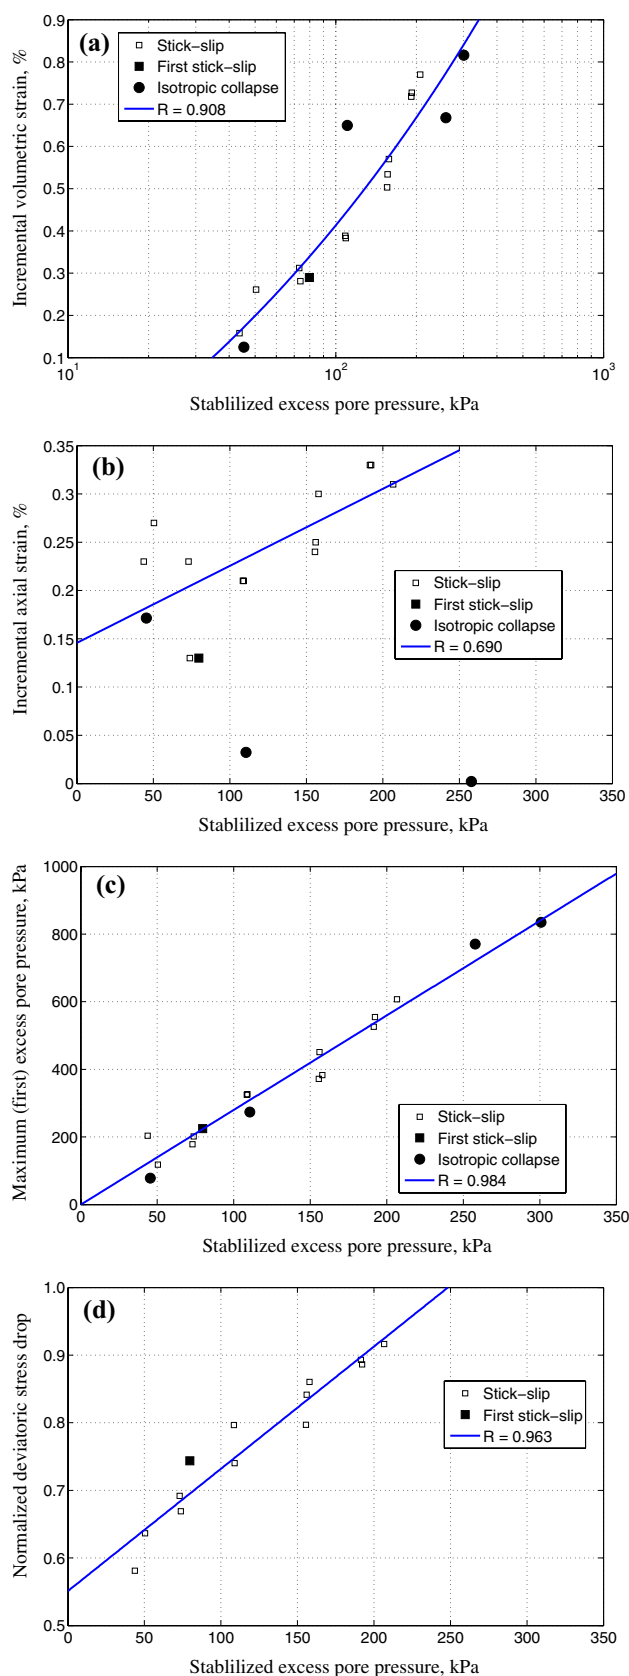 (a)
Stick-slip
First stick-slip
Isotropic collapse
R = 0.908
Incremental volumetric strain, %
0.9
0.8
0.7
0.6
0.5
0.4
0.3
0.2
0.1
10^1
10^2
10^3
Stablilized excess pore pressure, kPa
(b)
Stick-slip
First stick-slip
Isotropic collapse
R = 0.690
Incremental axial strain, %
0.35
0.3
0.25
0.2
0.15
0.1
0.05
0
0 50 100 150 200 250 300 350
Stablilized excess pore pressure, kPa
(c)
Stick-slip
First stick-slip
Isotropic collapse
R = 0.984
Maximum (first) excess pore pressure, kPa
1000
800
600
400
200
0
0 50 100 150 200 250 300 350
Stablilized excess pore pressure, kPa
(d)
Stick-slip
First stick-slip
R = 0.963
Normalized deviatoric stress drop
1.0
0.9
0.8
0.7
0.6
0.5
0 50 100 150 200 250 300 350
Stablilized excess pore pressure, kPa